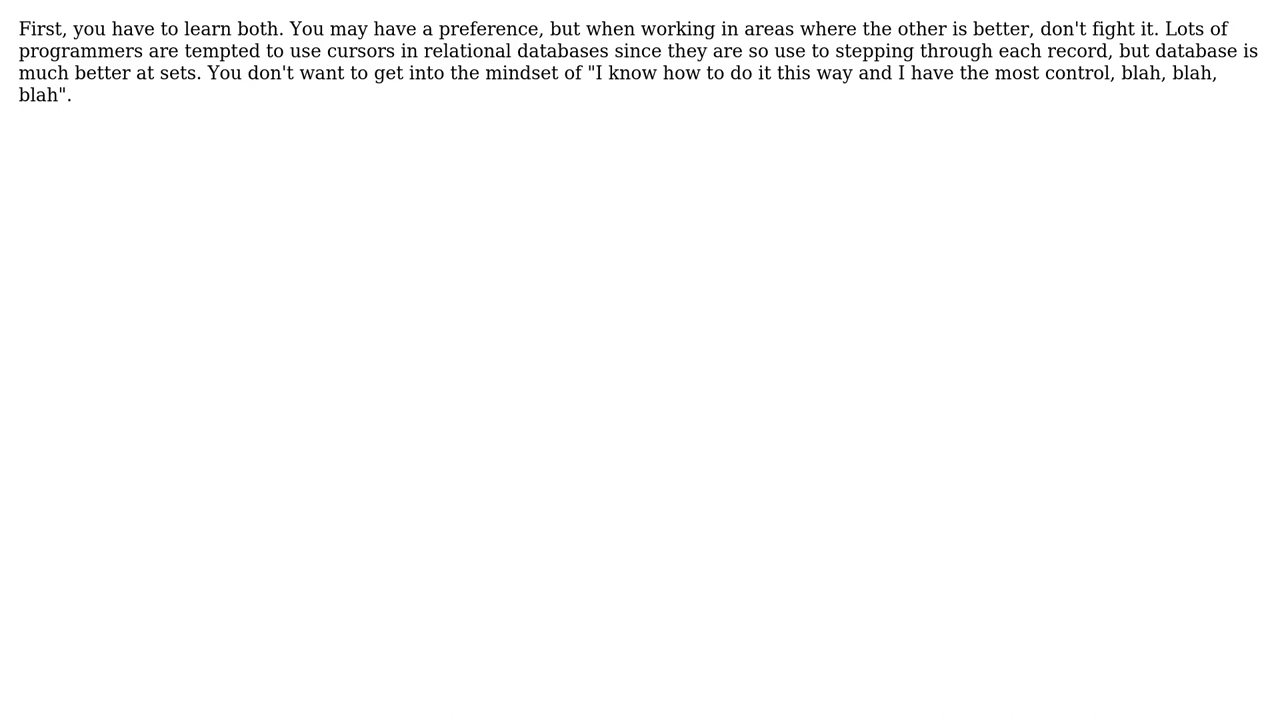 First, you have to learn both. You may have a preference, but when working in areas where the other is better, don't fight it. Lots of
programmers are tempted to use cursors in relational databases since they are so use to stepping through each record, but database is
much better at sets. You don't want to get into the mindset of "I know how to do it this way and I have the most control, blah, blah,
blah".